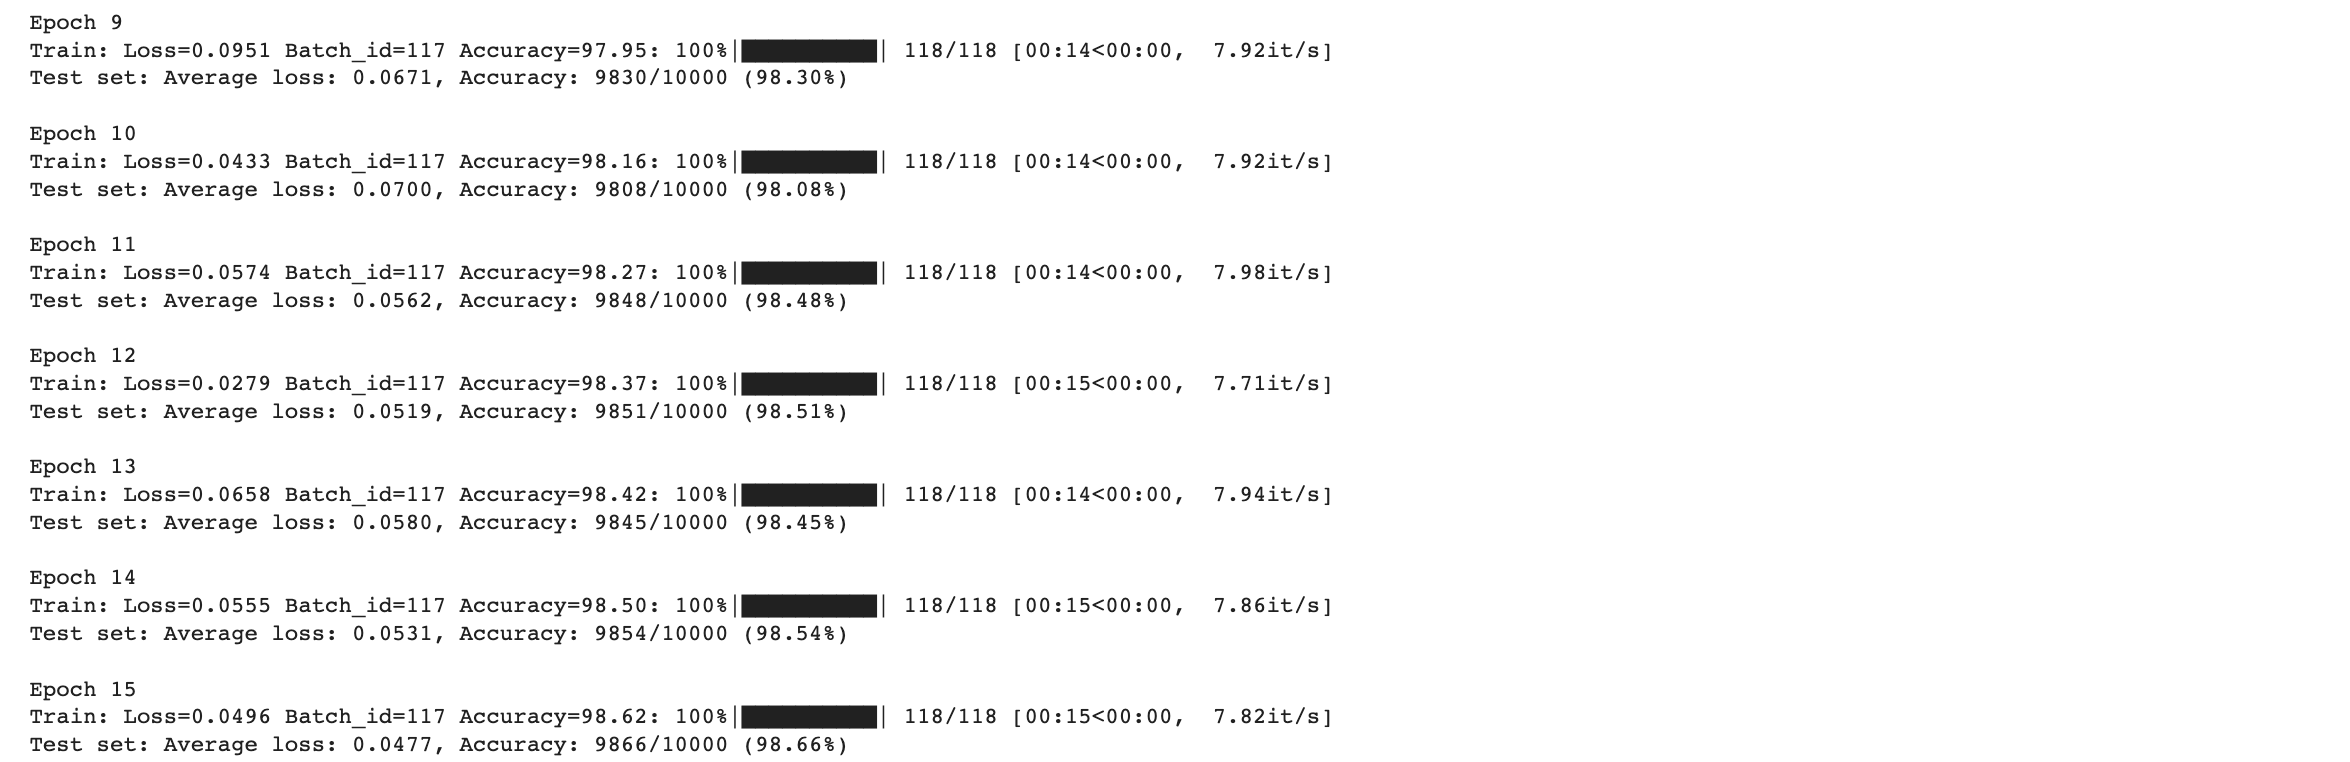 Epoch 9
Train: Loss=0.0951 Batch_id=117 Accuracy=97.95: 100%|██████████| 118/118 [00:14<00:00,  7.92it/s]
Test set: Average loss: 0.0671, Accuracy: 9830/10000 (98.30%)
Epoch 10
Train: Loss=0.0433 Batch_id=117 Accuracy=98.16: 100%|██████████| 118/118 [00:14<00:00,  7.92it/s]
Test set: Average loss: 0.0700, Accuracy: 9808/10000 (98.08%)
Epoch 11
Train: Loss=0.0574 Batch_id=117 Accuracy=98.27: 100%|██████████| 118/118 [00:14<00:00,  7.98it/s]
Test set: Average loss: 0.0562, Accuracy: 9848/10000 (98.48%)
Epoch 12
Train: Loss=0.0279 Batch_id=117 Accuracy=98.37: 100%|██████████| 118/118 [00:15<00:00,  7.71it/s]
Test set: Average loss: 0.0519, Accuracy: 9851/10000 (98.51%)
Epoch 13
Train: Loss=0.0658 Batch_id=117 Accuracy=98.42: 100%|██████████| 118/118 [00:14<00:00,  7.94it/s]
Test set: Average loss: 0.0580, Accuracy: 9845/10000 (98.45%)
Epoch 14
Train: Loss=0.0555 Batch_id=117 Accuracy=98.50: 100%|██████████| 118/118 [00:15<00:00,  7.86it/s]
Test set: Average loss: 0.0531, Accuracy: 9854/10000 (98.54%)
Epoch 15
Train: Loss=0.0496 Batch_id=117 Accuracy=98.62: 100%|██████████| 118/118 [00:15<00:00,  7.82it/s]
Test set: Average loss: 0.0477, Accuracy: 9866/10000 (98.66%)